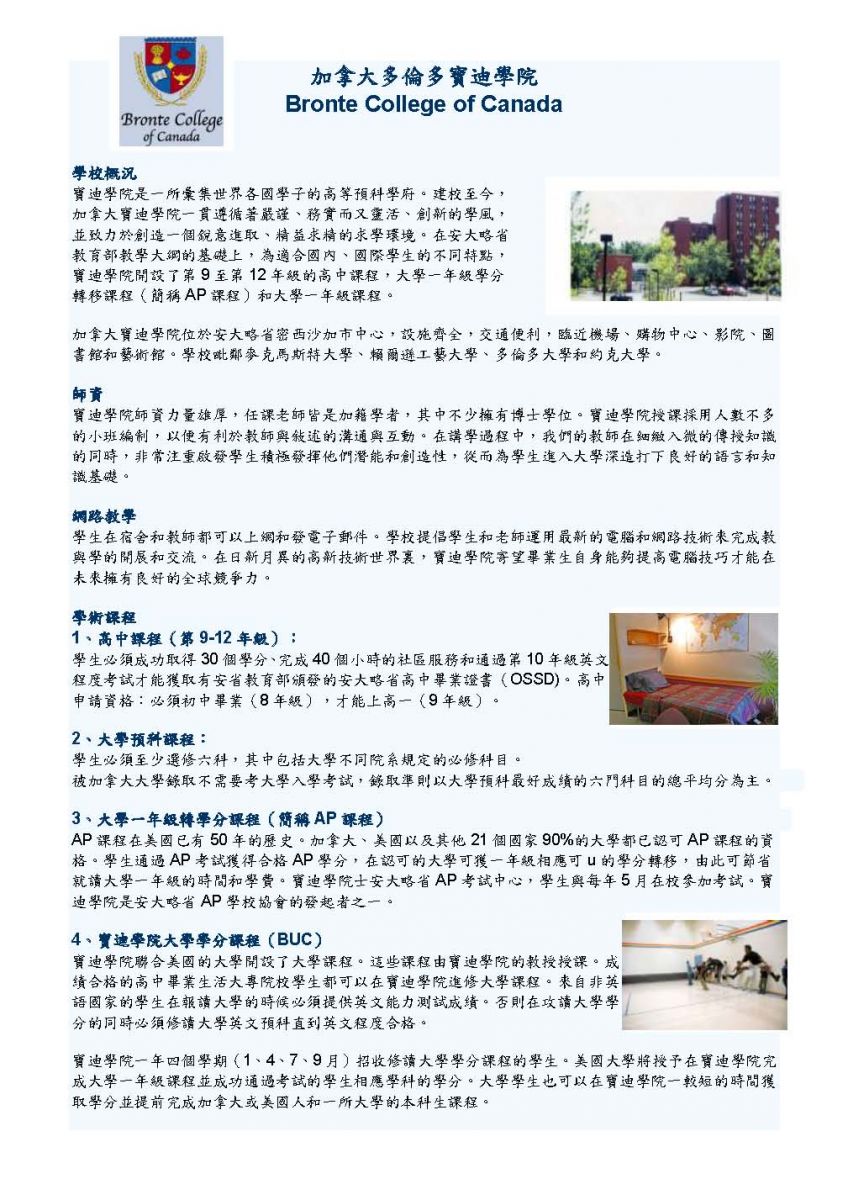 Bronte College
of Canada
加拿大多倫多寶迪學院
Bronte College of Canada
學校概況
寶迪學院是一所彙集世界各國學子的高等預科學府。建校至今，
加拿大寶迪學院一貫遵循著嚴謹、務實而又靈活、創新的學風，
並致力於創造一個銳意進取、精益求精的求學環境。在安大略省
教育部教學大綱的基礎上，為適合國內、國際學生的不同特點，
寶迪學院開設了第 9 至第 12 年級的高中課程，大學一年級學分
轉移課程（簡稱 AP 課程）和大學一年級課程。
加拿大寶迪學院位於安大略省密西沙加市中心，設施齊全，交通便利，臨近機場、購物中心、影院、圖
書館和藝術館。學校毗鄰麥克馬斯特大學、賴爾遜工藝大學、多倫多大學和約克大學。
師資
寶迪學院師資力量雄厚，任課老師皆是加籍學者，其中不少擁有博士學位。寶迪學院授課採用人數不多
的小班編制，以便有利於教師與敘述的溝通與互動。在講學過程中，我們的教師在細緻入微的傳授知識
的同時，非常注重啟發學生積極發揮他們潛能和創造性，從而為學生進入大學深造打下良好的語言和知
識基礎。
網路教學
學生在宿舍和教師都可以上網和發電子郵件。學校提倡學生和老師運用最新的電腦和網路技術來完成教
與學的開展和交流。在日新月異的高新技術世界裏，寶迪學院寄望畢業生自身能夠提高電腦技巧才能在
未來擁有良好的全球競爭力。
學術課程
1、高中課程（第 9-12 年級）：
學生必須成功取得 30 個學分、完成 40 個小時的社區服務和通過第 10 年級英文
程度考試才能獲取有安省教育部頒發的安大略省高中畢業證書（OSSD）。高中
申請資格：必須初中畢業（8 年級），才能上高一（9 年級）。
2、大學預科課程：
學生必須至少選修六科，其中包括大學不同院系規定的必修科目。
被加拿大大學錄取不需要考大學入學考試，錄取準則以大學預科最好成績的六門科目的總平均分為主。
3、大學一年級轉學分課程（簡稱 AP 課程）
AP 課程在美國已有 50 年的歷史。加拿大、美國以及其他 21 個國家 90%的大學都已認可 AP 課程的資
格。學生通過 AP 考試獲得合格 AP 學分，在認可的大學可獲一年級相應可 u 的學分轉移，由此可節省
就讀大學一年級的時間和學費。寶迪學院士安大略省 AP 考試中心，學生與每年 5 月在校參加考試。寶
迪學院是安大略省 AP 學校協會的發起者之一。
4、寶迪學院大學學分課程（BUC）
寶迪學院聯合美國的大學開設了大學課程。這些課程由寶迪學院的教授授課。成
績合格的高中畢業生活大專院校學生都可以在寶迪學院進修大學課程。來自非英
語國家的學生在報讀大學的時候必須提供英文能力測試成績。否則在攻讀大學學
分的同時必須修讀大學英文預科直到英文程度合格。
寶迪學院一年四個學期（1、4、7、9 月）招收修讀大學學分課程的學生。美國大學將授予在寶迪學院完
成大學一年級課程並成功通過考試的學生相應學科的學分。大學學生也可以在寶迪學院一較短的時間獲
取學分並提前完成加拿大或美國人和一所大學的本科生課程。